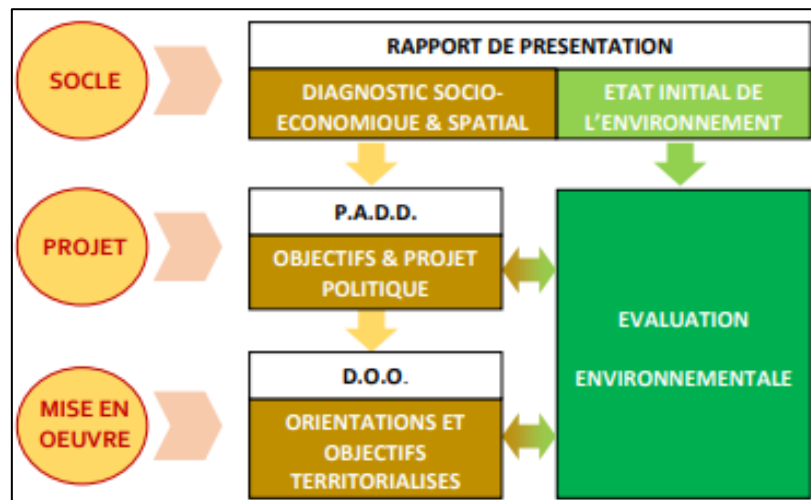 SOCLE
RAPPORT DE PRESENTATION
DIAGNOSTIC SOCIO-
ECONOMIQUE & SPATIAL
ETAT INITIAL DE
L'ENVIRONNEMENT
PROJET
P.A.D.D.
OBJECTIFS & PROJET
POLITIQUE
EVALUATION
ENVIRONNEMENTALE
MISE EN
OEUVRE
D.O.O.
ORIENTATIONS ET
OBJECTIFS
TERRITORIALISES